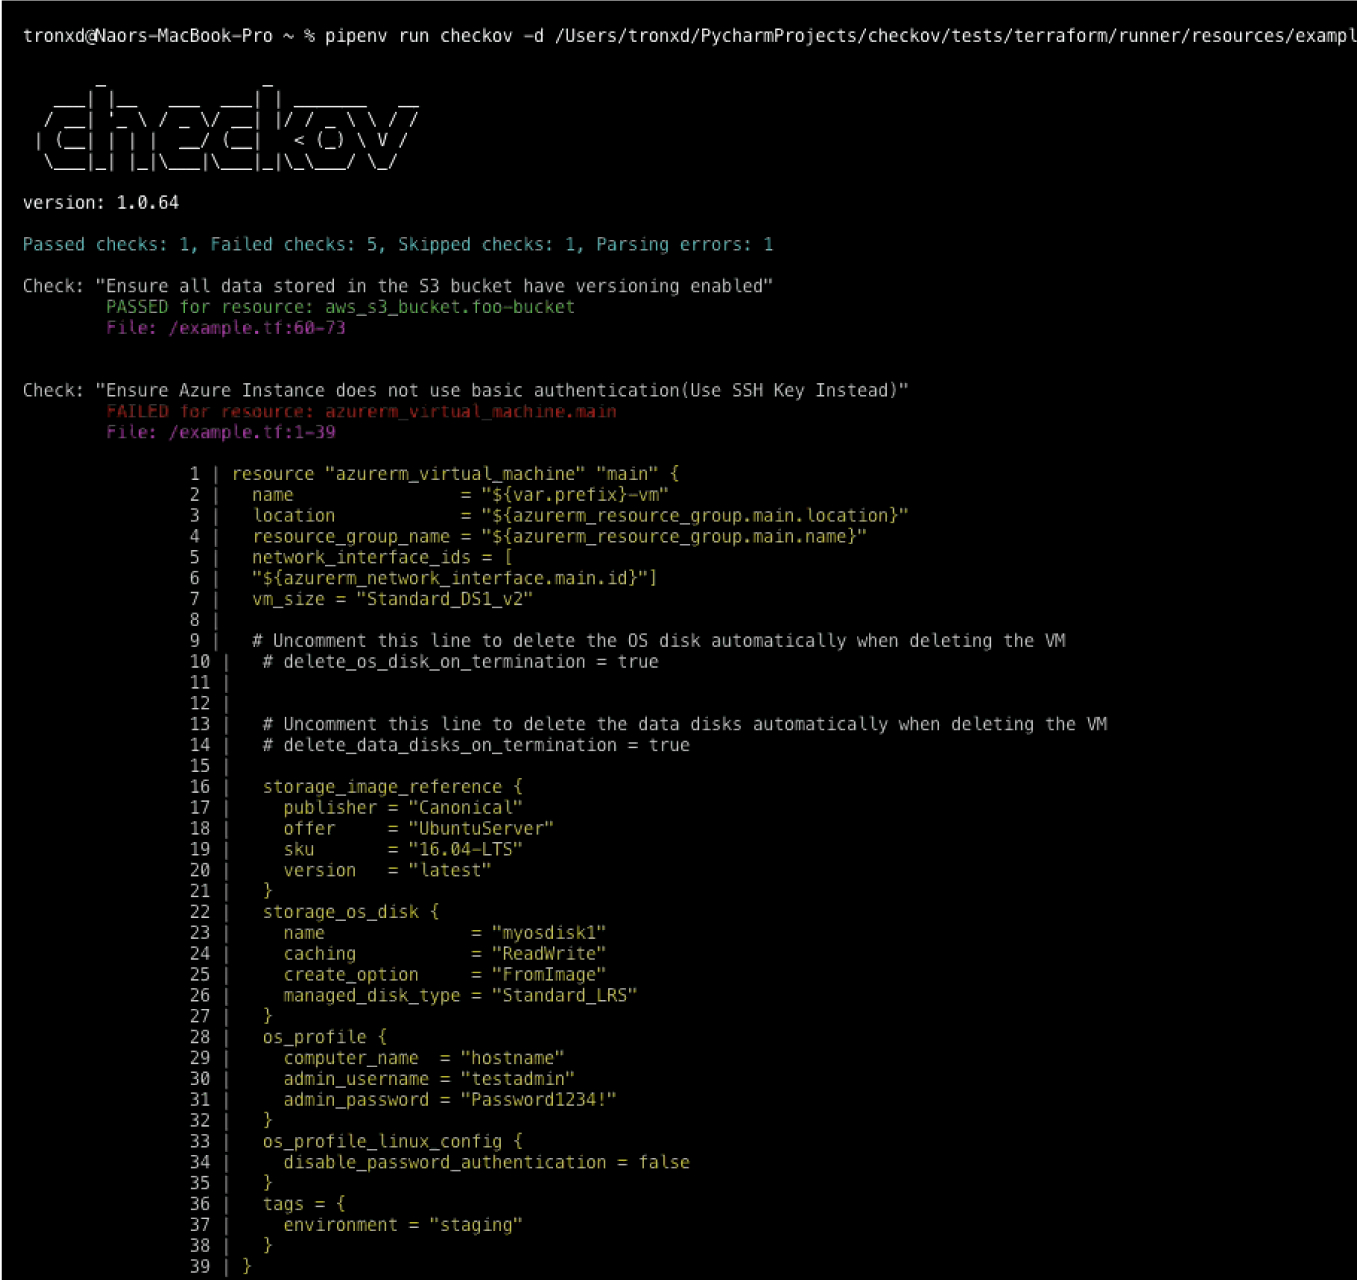 tronxd@Naors-MacBook-Pro ~ % pipenv run checkov -d /Users/tronxd/PycharmProjects/checkov/tests/terraform/runner/resources/exampl
checkov
version: 1.0.64
Passed checks: 1, Failed checks: 5, Skipped checks: 1, Parsing errors: 1
Check: "Ensure all data stored in the S3 bucket have versioning enabled"
PASSED for resource: aws_s3_bucket.foo-bucket
File: /example.tf:60-73
Check: "Ensure Azure Instance does not use basic authentication(Use SSH Key Instead)"
FAILED for resource: azurerm_virtual_machine.main
File: /example.tf:1-39
1 | resource "azurerm_virtual_machine" "main" {
2 |   name                = "${var.prefix}-vm"
3 |   location            = "${azurerm_resource_group.main.location}"
4 |   resource_group_name = "${azurerm_resource_group.main.name}"
5 |   network_interface_ids = [
6 |   "${azurerm_network_interface.main.id}"]
7 |   vm_size = "Standard_DS1_v2"
8 |
9 |   # Uncomment this line to delete the OS disk automatically when deleting the VM
10 |   # delete_os_disk_on_termination = true
11 |
12 |
13 |   # Uncomment this line to delete the data disks automatically when deleting the VM
14 |   # delete_data_disks_on_termination = true
15 |
16 |   storage_image_reference {
17 |     publisher = "Canonical"
18 |     offer     = "UbuntuServer"
19 |     sku       = "16.04-LTS"
20 |     version   = "latest"
21 |   }
22 |   storage_os_disk {
23 |     name              = "myosdisk1"
24 |     caching           = "ReadWrite"
25 |     create_option     = "FromImage"
26 |     managed_disk_type = "Standard_LRS"
27 |   }
28 |   os_profile {
29 |     computer_name  = "hostname"
30 |     admin_username = "testadmin"
31 |     admin_password = "Password1234!"
32 |   }
33 |   os_profile_linux_config {
34 |     disable_password_authentication = false
35 |   }
36 |   tags = {
37 |     environment = "staging"
38 |   }
39 | }